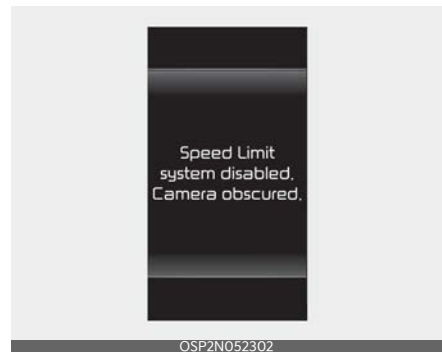 Speed Limit
system disabled.
Camera obscured.
OSP2N052302